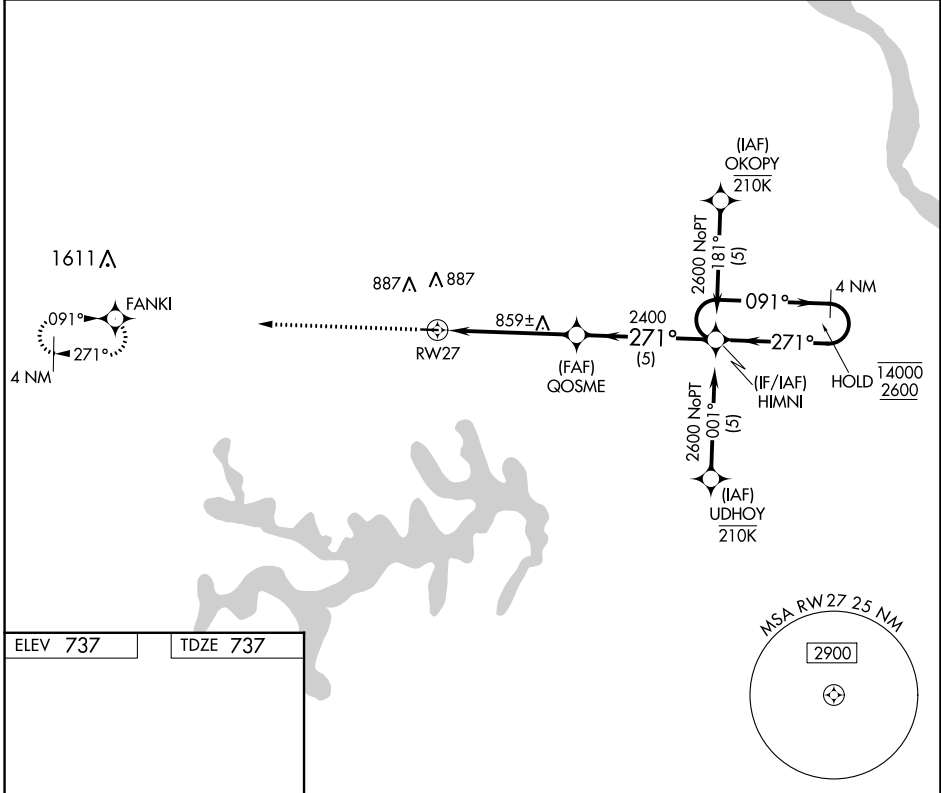 (IAF)
OKOPY
210K
2600 NoPT
181°
(5)
1611
FANKI
091°
271°
4 NM
887 887
859±
RW27
(FAF)
QOSME
2400
271°
(5)
091°
4 NM
271°
HOLD
14000
2600
(IF/IAF)
HIMNI
2600 NoPT
001°
(5)
(IAF)
UDHOY
210K
ELEV 737
TDZE 737
MSA RW27 25 NM
2900